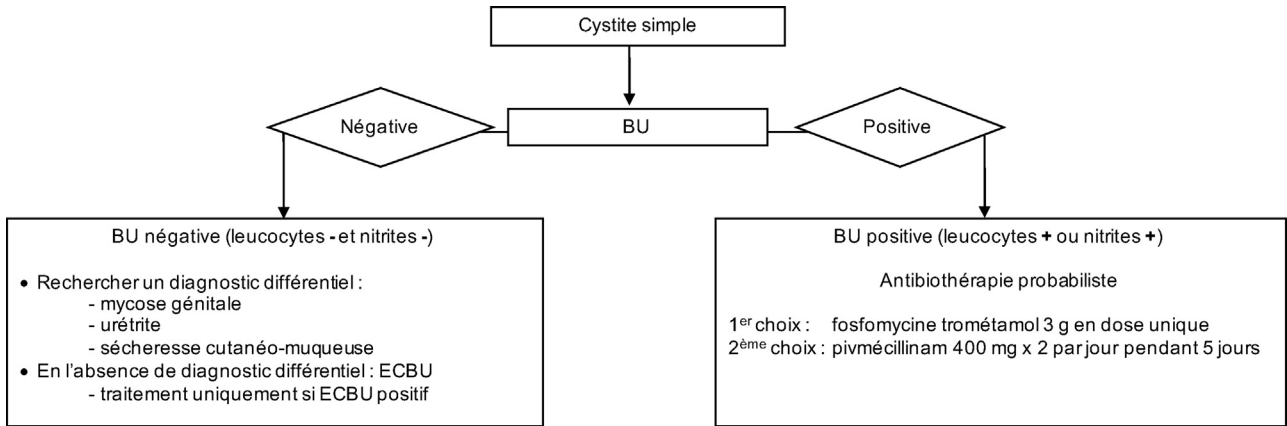 Cystite simple
Négative
BU
Positive
BU négative (leucocytes - et nitrites -)
• Rechercher un diagnostic différentiel :
- mycose génitale
- urétrite
- sécheresse cutanéo-muqueuse
• En l’absence de diagnostic différentiel : ECBU
- traitement uniquement si ECBU positif
BU positive (leucocytes + ou nitrites +)
Antibiothérapie probabiliste
1er choix : fosfomycine trométamol 3 g en dose unique
2ème choix : pivmécillinam 400 mg x 2 par jour pendant 5 jours